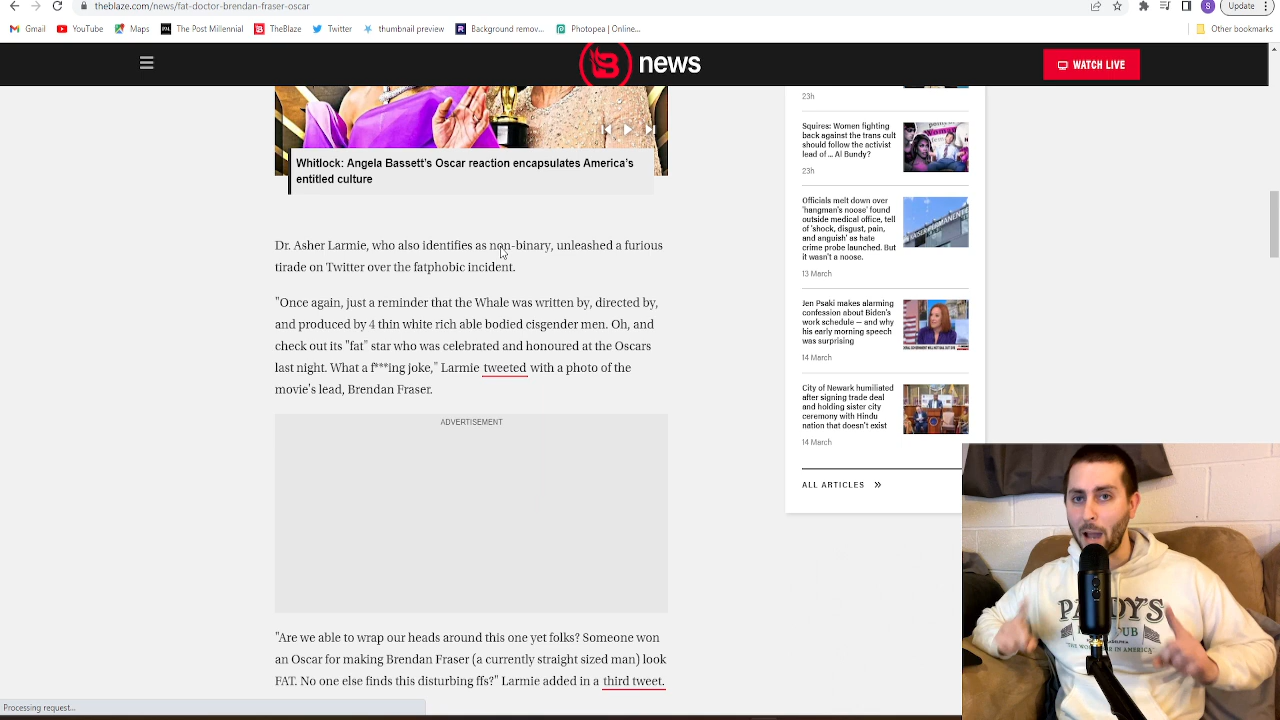 theblaze.com/news/fat-doctor-brendan-fraser-oscar
Update
Gmail
YouTube
Maps
The Post Millennial
TheBlaze
Twitter
thumbnail preview
Background remov...
Photopea | Online...
Other bookmarks
news
WATCH LIVE
23h
Whitlock: Angela Bassett's Oscar reaction encapsulates America's
entitled culture
Dr. Asher Larmie, who also identifies as non-binary, unleashed a furious
tirade on Twitter over the fatphobic incident.
"Once again, just a reminder that the Whale was written by, directed by,
and produced by 4 thin white rich able bodied cisgender men. Oh, and
check out its "fat" star who was celebrated and honoured at the Oscars
last night. What a f***ing joke," Larmie tweeted with a photo of the
movie's lead, Brendan Fraser.
ADVERTISEMENT
"Are we able to wrap our heads around this one yet folks? Someone won
an Oscar for making Brendan Fraser (a currently straight sized man) look
FAT. No one else finds this disturbing ffs?" Larmie added in a third tweet.
Squires: Women fighting
back against the trans cult
should follow the activist
lead of ... Al Bundy?
23h
Officials melt down over
'hangman's noose' found
outside medical office, tell
of 'shock, disgust, pain,
and anguish' as hate
crime probe launched. But
it wasn't a noose.
13 March
Jen Psaki makes alarming
confession about Biden's
work schedule — and why
his early morning speech
was surprising
14 March
City of Newark humiliated
after signing trade deal
and holding sister city
ceremony with Hindu
nation that doesn't exist
14 March
ALL ARTICLES
Processing request...